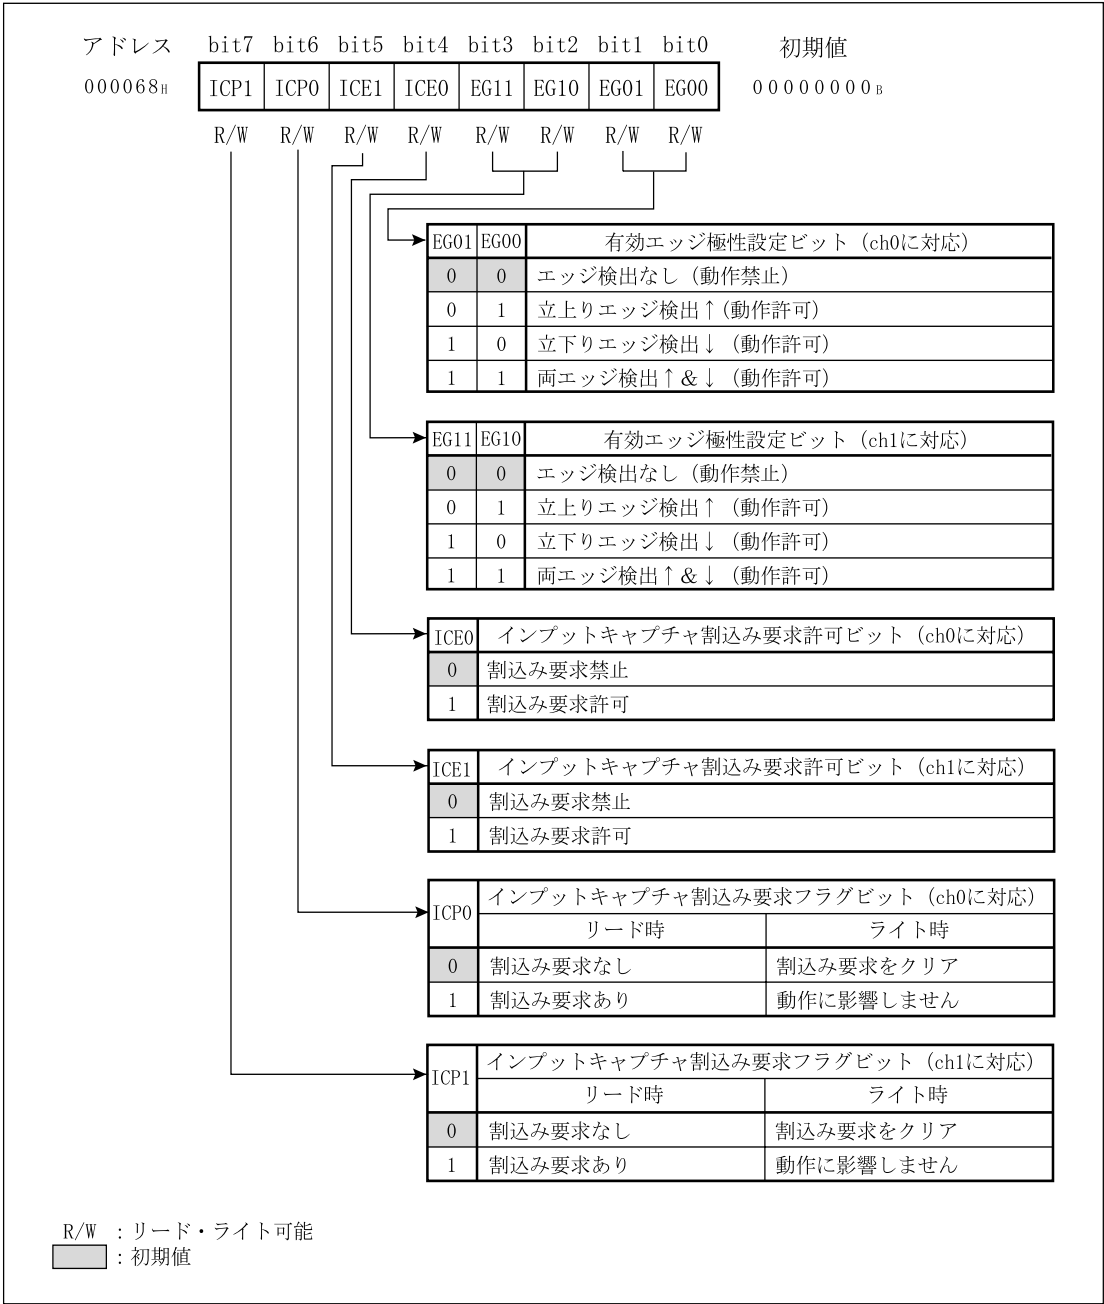 アドレス bit7 bit6 bit5 bit4 bit3 bit2 bit1 bit0 初期値
000068H ICP1 ICP0 ICE1 ICE0 EG11 EG10 EG01 EG00 00000000B
R/W R/W R/W R/W R/W R/W R/W R/W
EG01 EG00 有効エッジ極性設定ビット (ch0に対応)
0 0 エッジ検出なし (動作禁止)
0 1 立上りエッジ検出↑(動作許可)
1 0 立下りエッジ検出↓ (動作許可)
1 1 両エッジ検出↑&↓ (動作許可)
EG11 EG10 有効エッジ極性設定ビット (ch1に対応)
0 0 エッジ検出なし (動作禁止)
0 1 立上りエッジ検出↑ (動作許可)
1 0 立下りエッジ検出↓ (動作許可)
1 1 両エッジ検出↑&↓ (動作許可)
ICE0 インプットキャプチャ割込み要求許可ビット (ch0に対応)
0 割込み要求禁止
1 割込み要求許可
ICE1 インプットキャプチャ割込み要求許可ビット (ch1に対応)
0 割込み要求禁止
1 割込み要求許可
ICP0 インプットキャプチャ割込み要求フラグビット (ch0に対応)
リード時 ライト時
0 割込み要求なし 割込み要求をクリア
1 割込み要求あり 動作に影響しません
ICP1 インプットキャプチャ割込み要求フラグビット (ch1に対応)
リード時 ライト時
0 割込み要求なし 割込み要求をクリア
1 割込み要求あり 動作に影響しません
R/W :リード・ライト可能
:初期値